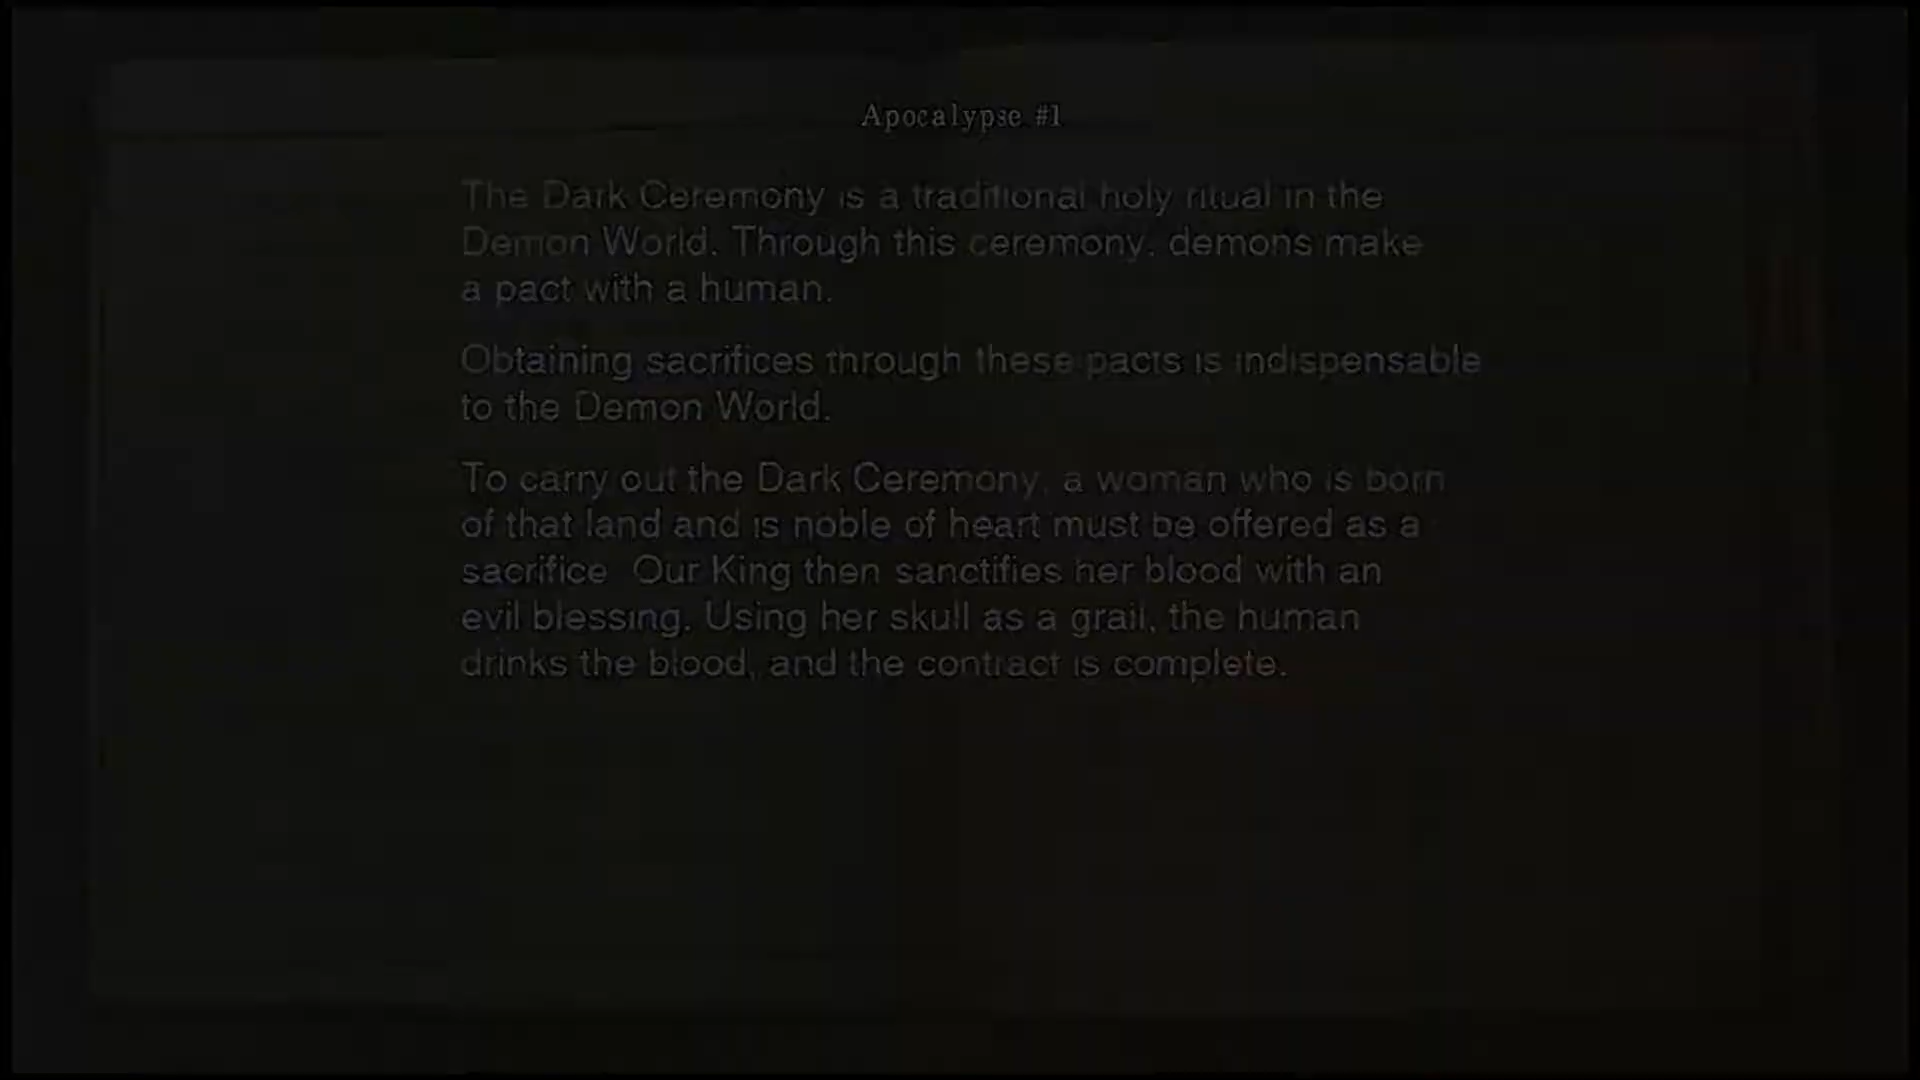 Apocalypse #1
The Dark Ceremony is a traditional holy ritual in the
Demon World. Through this ceremony, demons make
a pact with a human.
Obtaining sacrifices through these pacts is indispensable
to the Demon World.
To carry out the Dark Ceremony, a woman who is born
of that land and is noble of heart must be offered as a
sacrifice. Our King then sanctifies her blood with an
evil blessing. Using her skull as a grail, the human
drinks the blood, and the contract is complete.